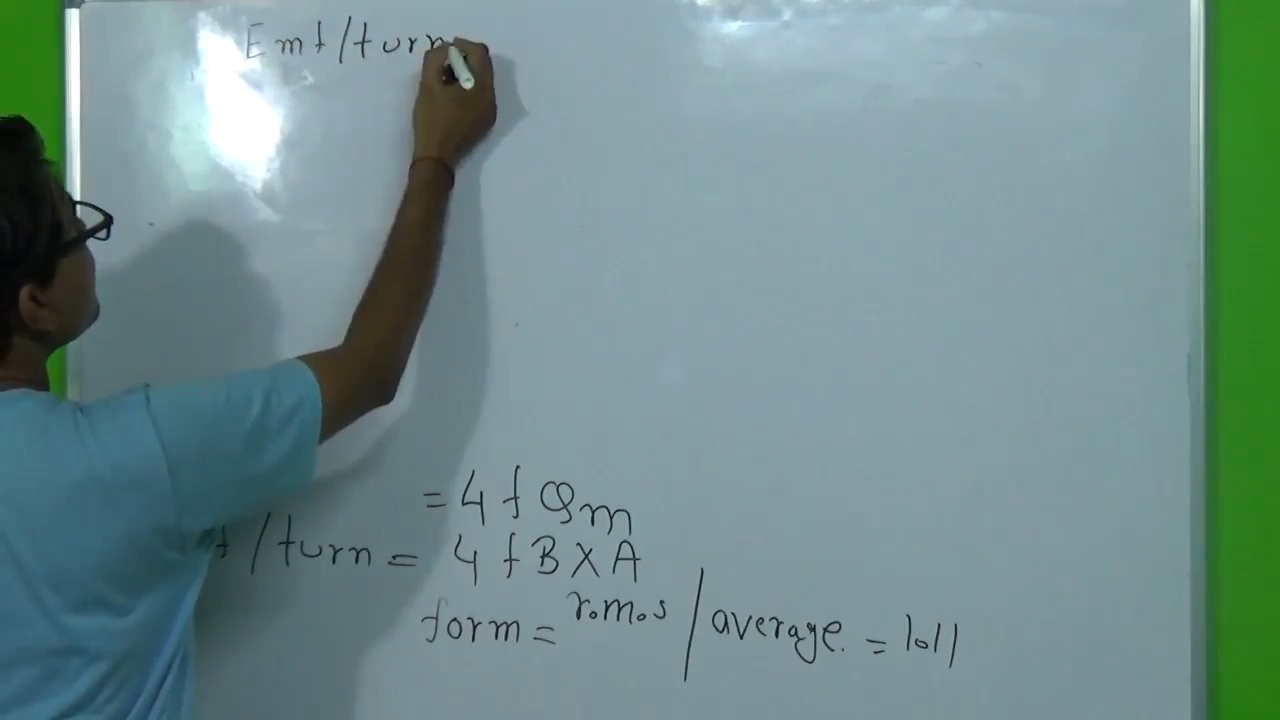 Emf/turn
= 4 f Φm
/turn = 4 f B X A
form = r.m.s / average. = 1.11